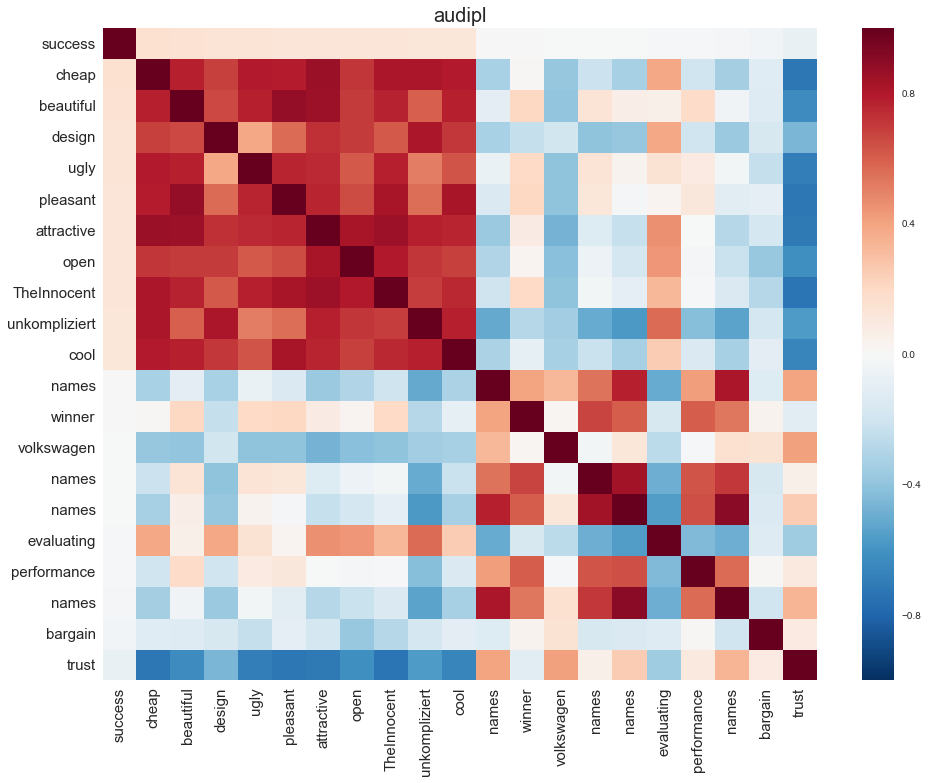 audipl
success
cheap
beautiful
design
ugly
pleasant
attractive
open
TheInnocent
unkompliziert
cool
names
winner
volkswagen
names
names
evaluating
performance
names
bargain
trust
0.8
0.4
0.0
−0.4
−0.8
success
cheap
beautiful
design
ugly
pleasant
attractive
open
TheInnocent
unkompliziert
cool
names
winner
volkswagen
names
names
evaluating
performance
names
bargain
trust